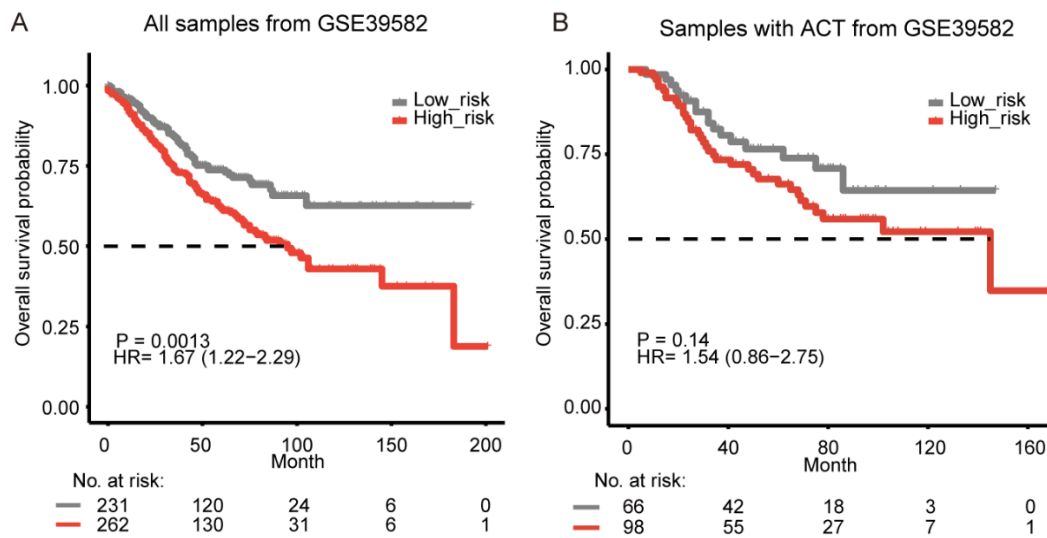 A
All samples from GSE39582
Overall survival probability
1.00
0.75
0.50
0.25
0.00
Low_risk
High_risk
P = 0.0013
HR= 1.67 (1.22−2.29)
0 50 100 150 200
Month
No. at risk:
231 120 24 6 0
262 130 31 6 1
B
Samples with ACT from GSE39582
Overall survival probability
1.00
0.75
0.50
0.25
0.00
Low_risk
High_risk
P = 0.14
HR= 1.54 (0.86−2.75)
0 40 80 120 160
Month
No. at risk:
66 42 18 3 0
98 55 27 7 1